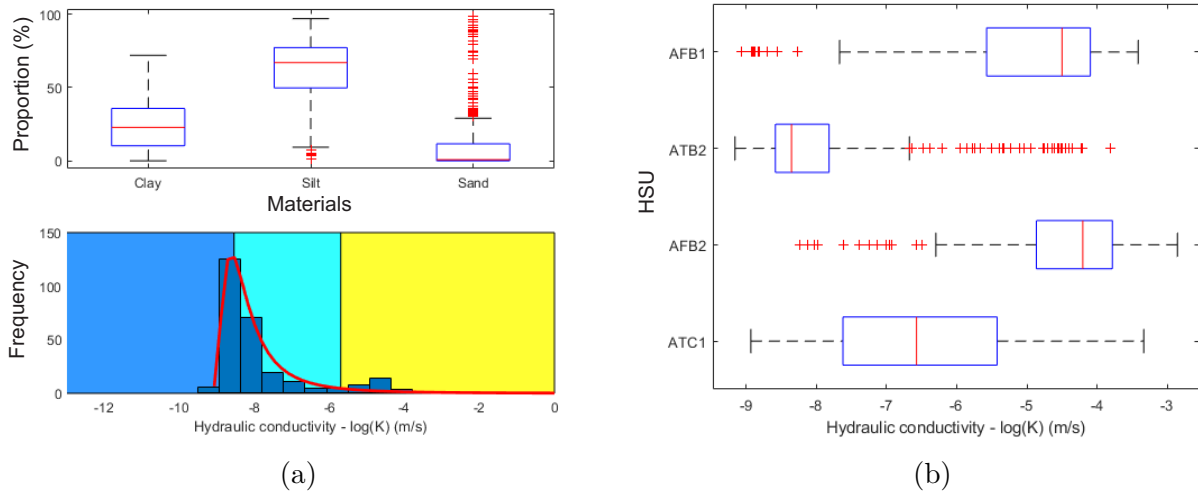 100
50
0
Proportion (%)
Clay
Silt
Sand
Materials
150
100
50
0
Frequency
-12
-10
-8
-6
-4
-2
0
Hydraulic conductivity - log(K) (m/s)
(a)
AFB1
ATB2
AFB2
ATC1
HSU
-9
-8
-7
-6
-5
-4
-3
Hydraulic conductivity - log(K) (m/s)
(b)